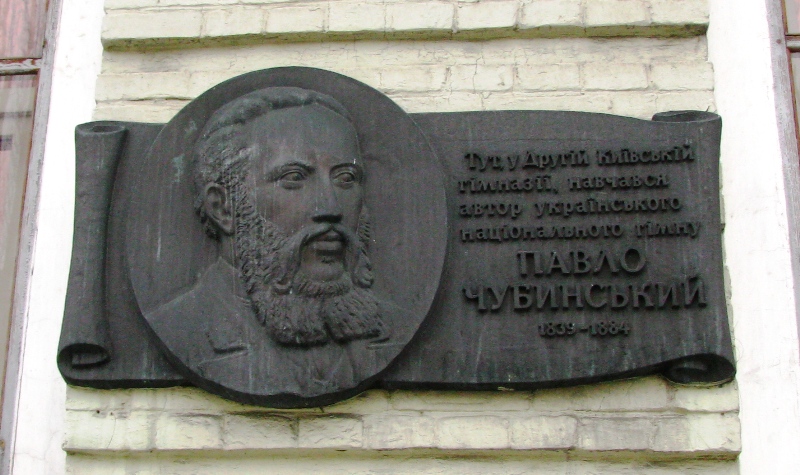 Тут, у Другій Київській
гімназії, навчався
автор українського
національного гімну
ПАВЛО
ЧУБИНСЬКИЙ
1839-1884